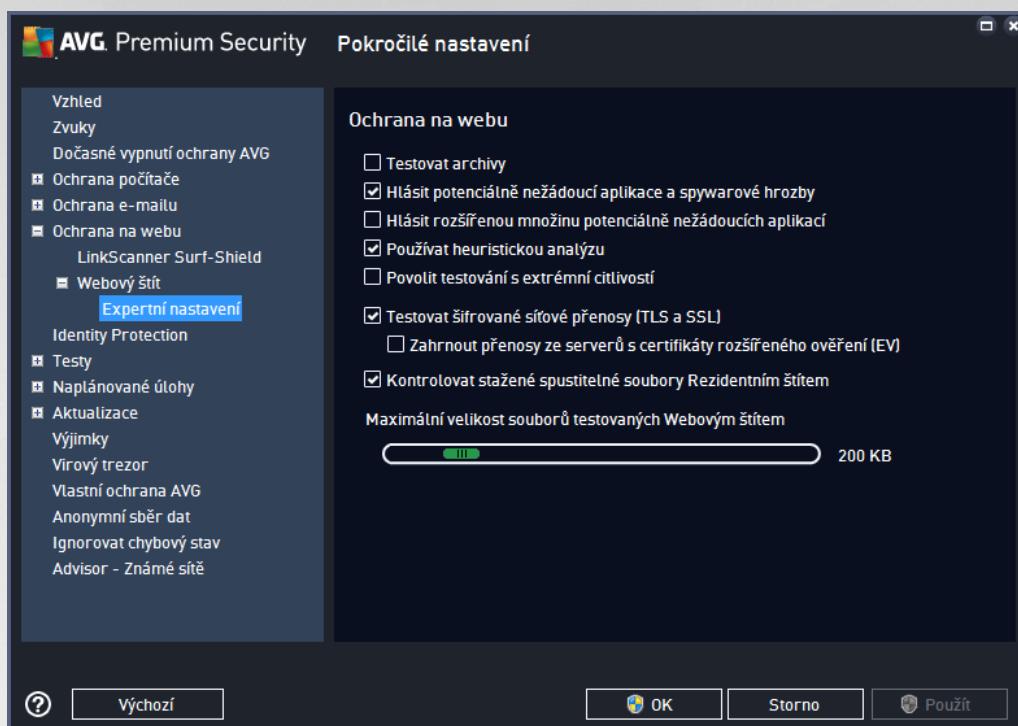 AVG. Premium Security
Pokročilé nastavení
Vzhled
Zvuky
Dočasné vypnutí ochrany AVG
Ochrana počítače
Ochrana e-mailu
Ochrana na webu
LinkScanner Surf-Shield
Webový štít
Expertní nastavení
Identity Protection
Testy
Naplánované úlohy
Aktualizace
Výjimky
Virový trezor
Vlastní ochrana AVG
Anonymní sběr dat
Ignorovat chybový stav
Advisor - Známé sítě
Ochrana na webu
Testovat archivy
Hlásit potenciálně nežádoucí aplikace a spywarové hrozby
Hlásit rozšířenou množinu potenciálně nežádoucích aplikací
Používat heuristickou analýzu
Povolit testování s extrémní citlivostí
Testovat šifrované síťové přenosy (TLS a SSL)
Zahrnout přenosy ze serverů s certifikáty rozšířeného ověření (EV)
Kontrolovat stažené spustitelné soubory Rezidentním štítem
Maximální velikost souborů testovaných Webovým štítem
200 KB
?
Výchozí
OK
Storno
Použít